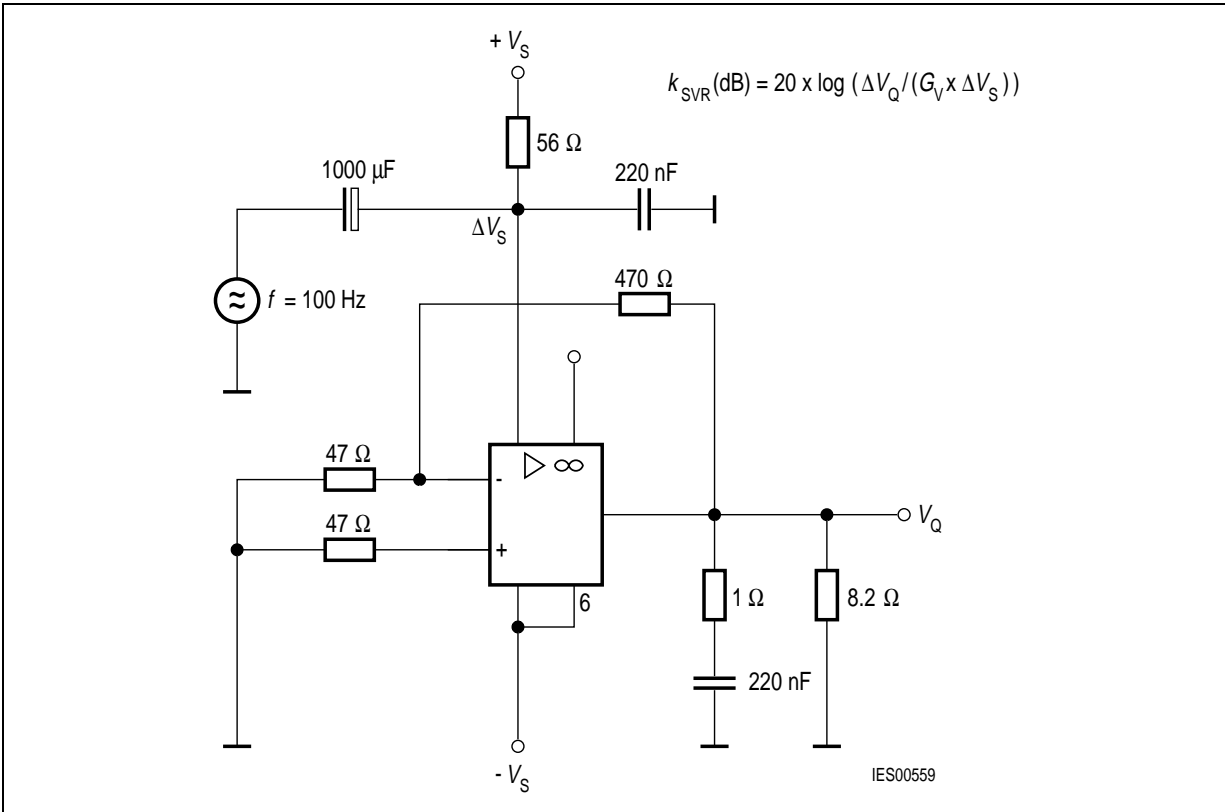 + V_S
k_SVR (dB) = 20 x log (ΔV_Q/(G_V x ΔV_S))
56 Ω
1000 µF
220 nF
ΔV_S
470 Ω
f = 100 Hz
47 Ω
-
47 Ω
+
V_Q
6
1 Ω
8.2 Ω
220 nF
- V_S
IES00559